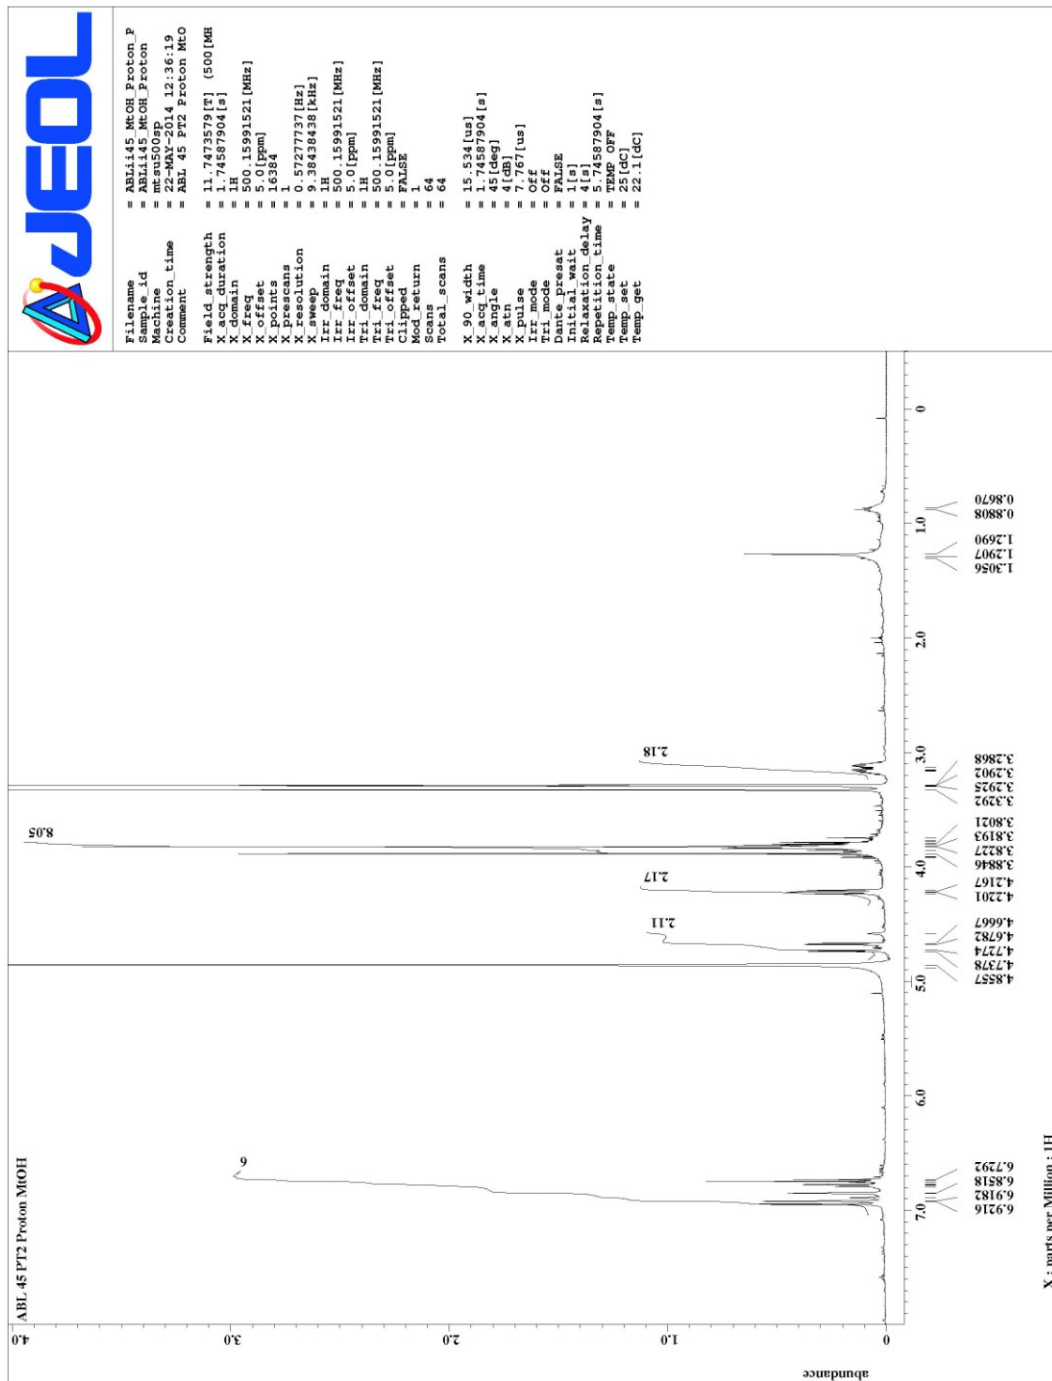 JEOL
Filename = ABLii45_MtOH_Proton_P
Sample_id = ABLii45_MtOH_Proton
Machine = mtsu500sp
Creation_time = 22-MAY-2014 12:36:19
Comment = ABL 45 PT2 Proton MtO
Field_strength = 11.7473579[T] (500[MH
X_acq_duration = 1.74587904[s]
X_domain = 1H
X_freq = 500.15991521[MHz]
X_offset = 5.0[ppm]
X_points = 16384
X_prescans = 1
X_resolution = 0.57277737[Hz]
X_sweep = 9.38438438[kHz]
Irr_domain = 1H
Irr_freq = 500.15991521[MHz]
Irr_offset = 5.0[ppm]
Tri_domain = 1H
Tri_freq = 500.15991521[MHz]
Tri_offset = 5.0[ppm]
Clipped = FALSE
Mod_return = 1
Scans = 64
Total_scans = 64
X_90_width = 15.534[us]
X_acq_time = 1.74587904[s]
X_angle = 45[deg]
X_atn = 4[dB]
X_pulse = 7.767[us]
Irr_mode = Off
Tri_mode = Off
Dante_presat = FALSE
Initial_wait = 1[s]
Relaxation_delay = 4[s]
Repetition_time = 5.74587904[s]
Temp_state = TEMP OFF
Temp_set = 25[dC]
Temp_get = 22.1[dC]
ABL 45 PT2 Proton MtOH
abundance
0 1.0 2.0 3.0 4.0
6
2.11
2.17
8.05
2.18
7.0 6.0 5.0 4.0 3.0 2.0 1.0 0
6.9216
6.9182
6.8518
6.7292
4.8557
4.7378
4.7274
4.6782
4.6667
4.2201
4.2167
3.8846
3.8227
3.8193
3.8021
3.3292
3.2925
3.2902
3.2868
1.3056
1.2907
1.2690
0.8808
0.8670
X : parts per Million : 1H